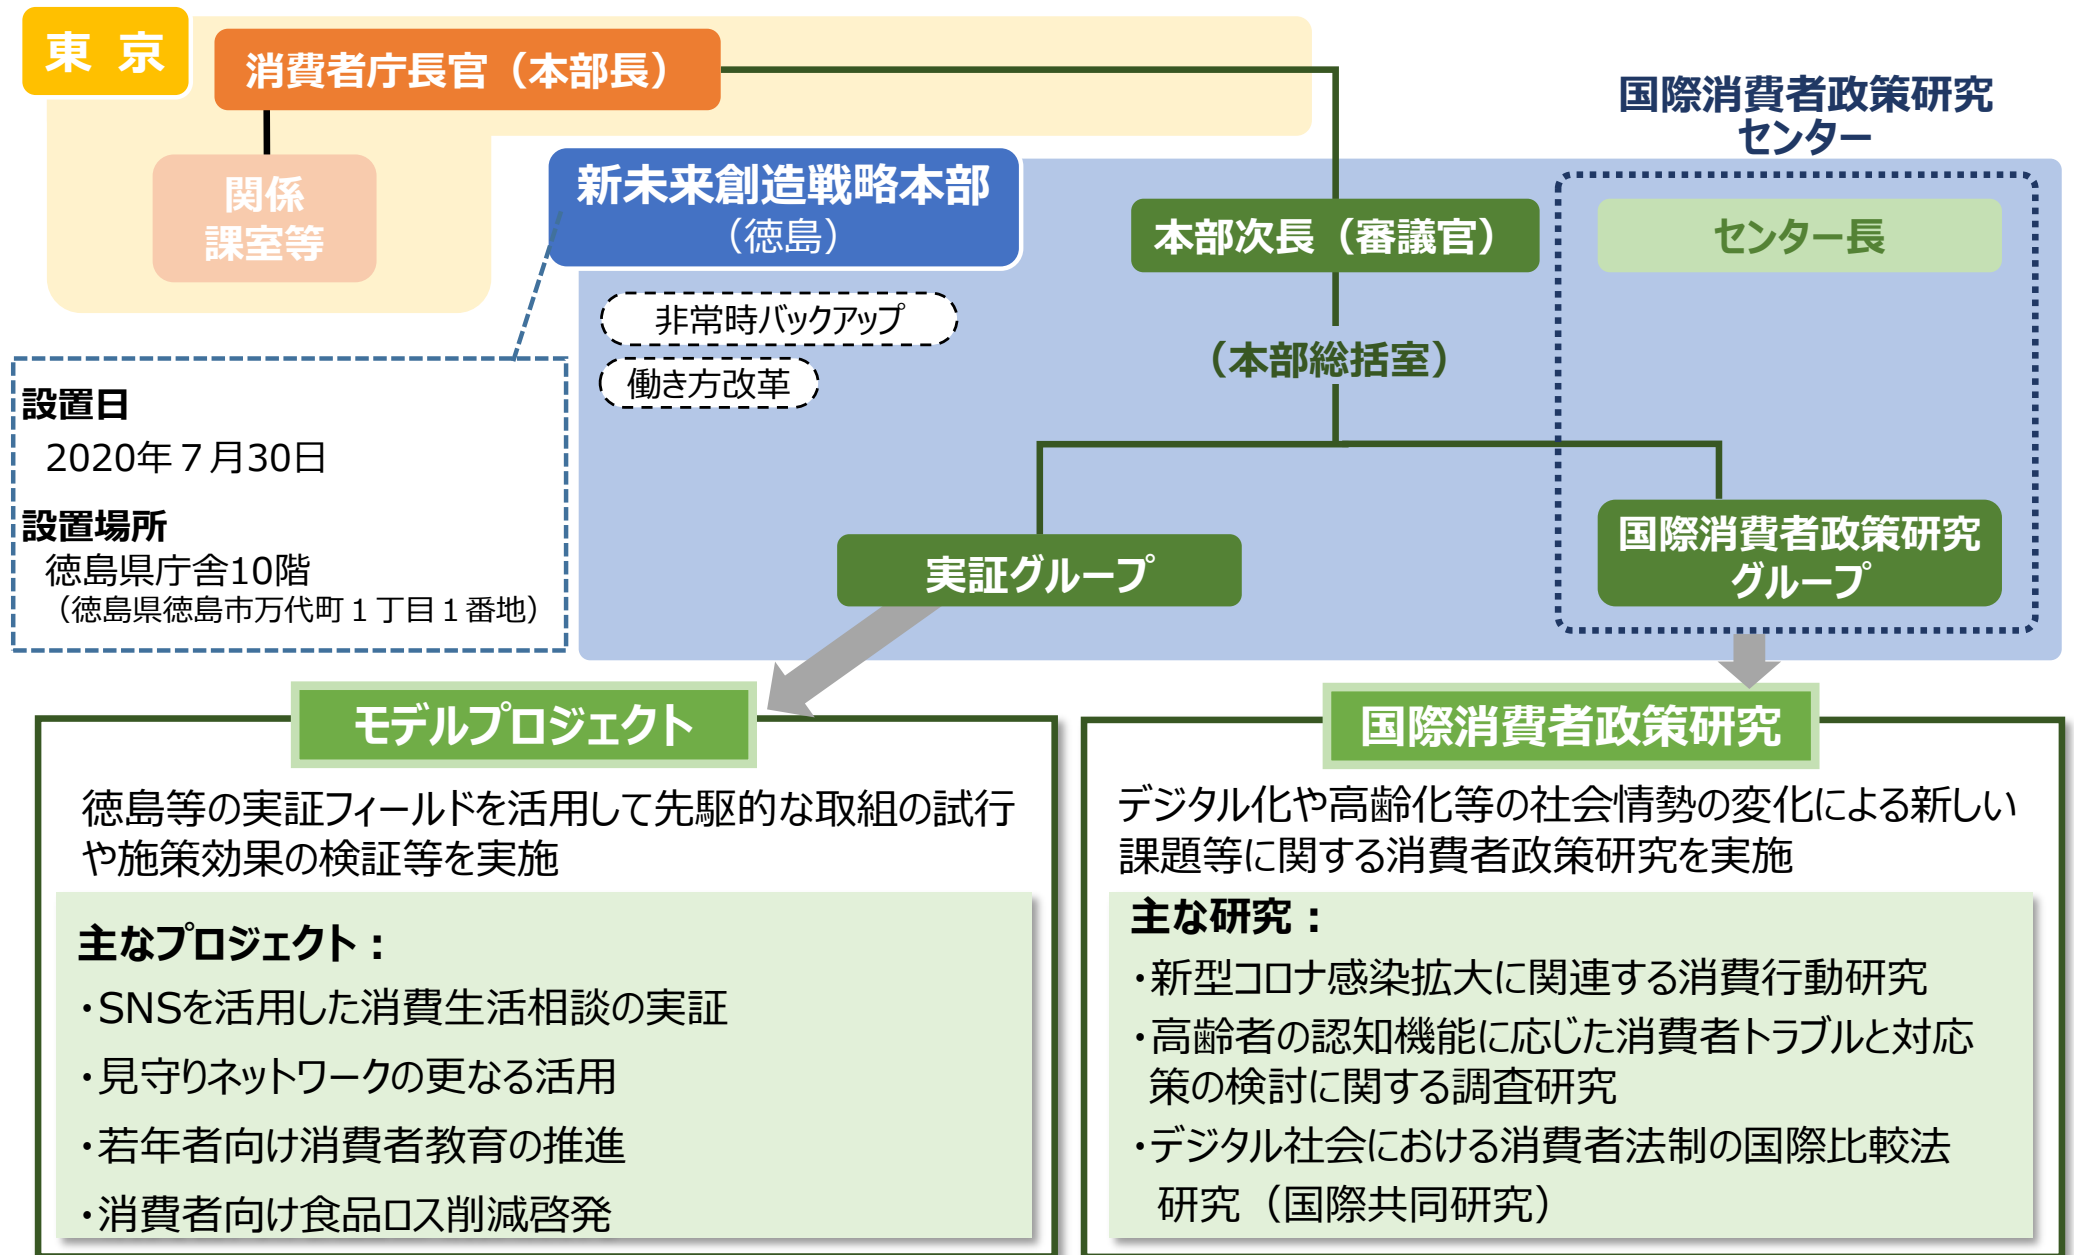 東 京
消費者庁長官（本部長）
関係
課室等
新未来創造戦略本部
（徳島）
非常時バックアップ
働き方改革
本部次長（審議官）
（本部総括室）
国際消費者政策研究
センター
センター長
設置日
2020年７月30日
設置場所
徳島県庁舎10階
（徳島県徳島市万代町１丁目１番地）
実証グループ
国際消費者政策研究
グループ
モデルプロジェクト
徳島等の実証フィールドを活用して先駆的な取組の試行
や施策効果の検証等を実施
主なプロジェクト：
・SNSを活用した消費生活相談の実証
・見守りネットワークの更なる活用
・若年者向け消費者教育の推進
・消費者向け食品ロス削減啓発
国際消費者政策研究
デジタル化や高齢化等の社会情勢の変化による新しい
課題等に関する消費者政策研究を実施
主な研究：
・新型コロナ感染拡大に関連する消費行動研究
・高齢者の認知機能に応じた消費者トラブルと対応
策の検討に関する調査研究
・デジタル社会における消費者法制の国際比較法
研究（国際共同研究）